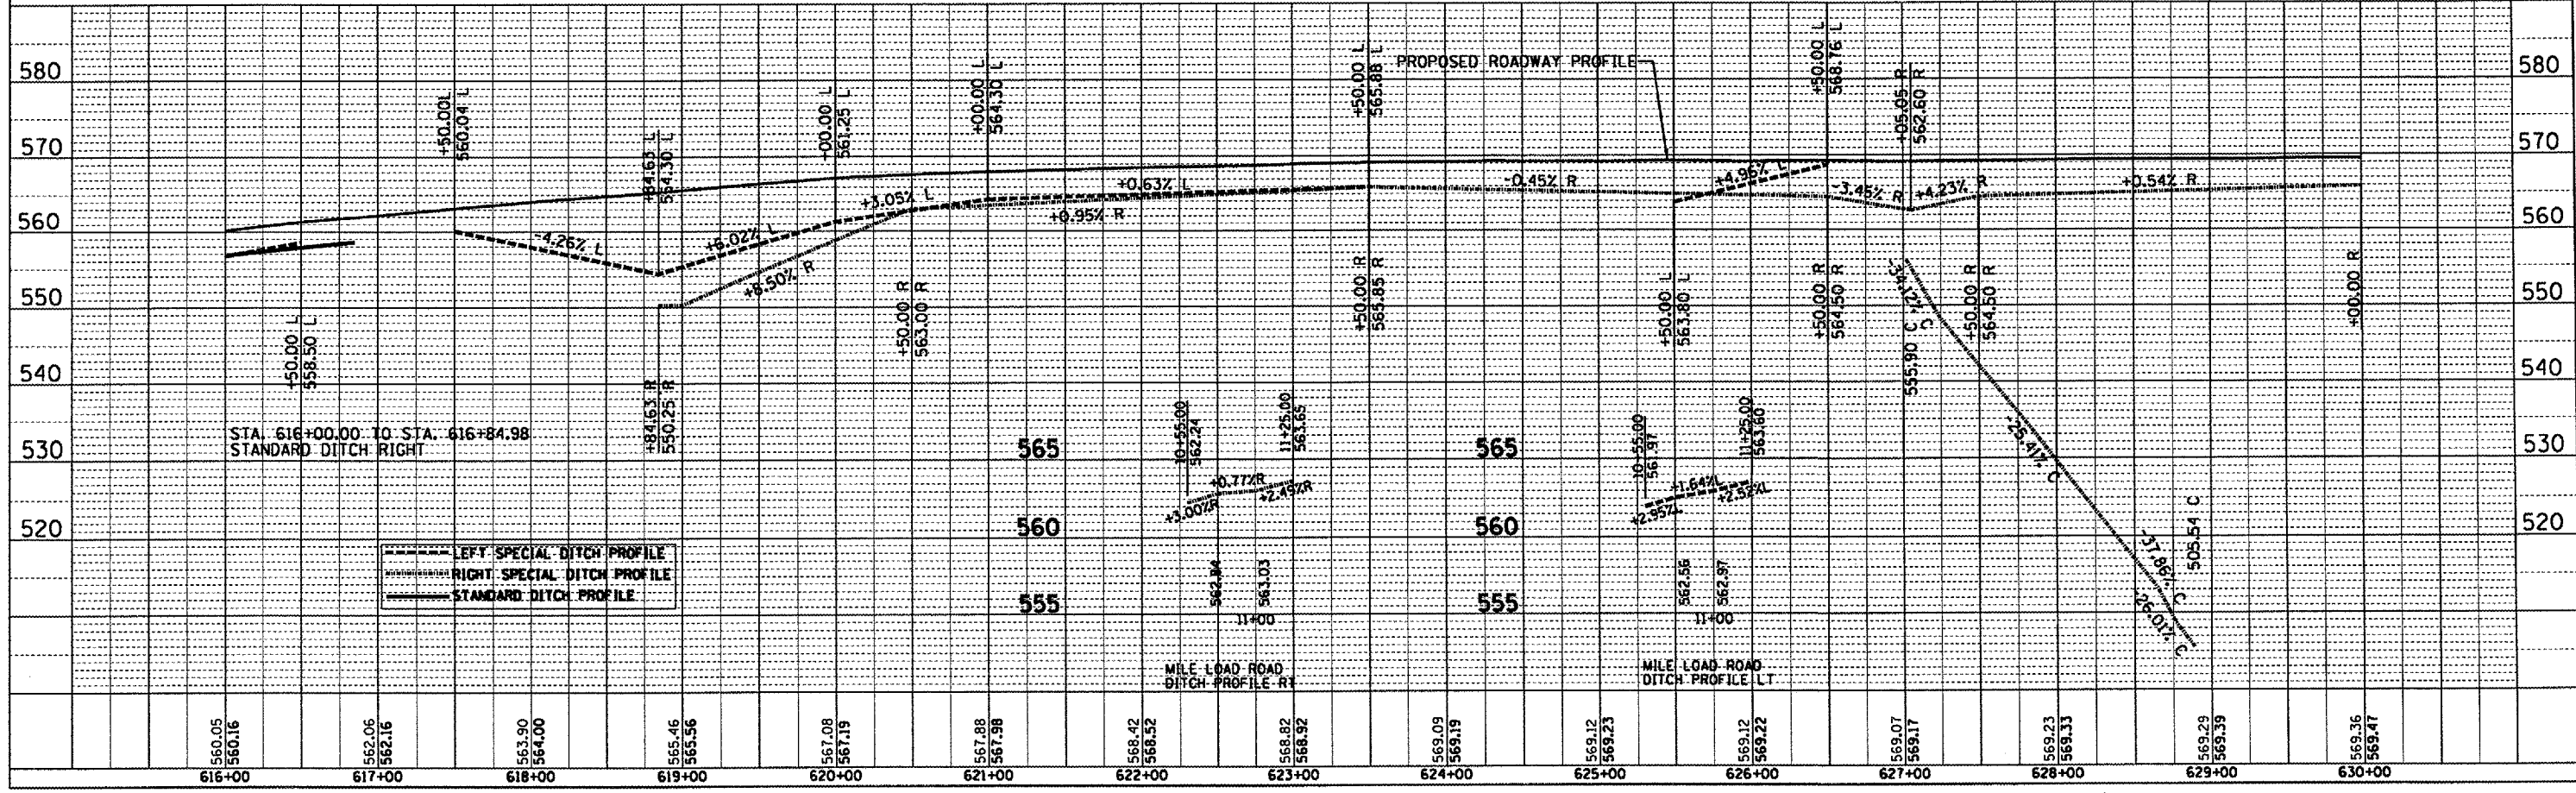 580
570
560
550
540
530
520
580
570
560
550
540
530
520
+50.00L
560.04 L
+84.63 L
554.30 L
+00.00 L
561.25 L
+00.00 L
564.30 L
+50.00 L
565.88 L
PROPOSED ROADWAY PROFILE
+50.00 L
568.76 L
+05.05 R
562.60 R
-4.26% L
+6.02% L
+3.05% L
+8.50% R
+0.63% L
+0.95% R
-0.45% R
+4.96% L
-3.45% R
+4.23% R
+0.54% R
+50.00 L
558.50 L
+84.63 R
550.25 R
+50.00 R
563.00 R
+50.00 R
565.85 R
+50.00 L
563.80 L
+50.00 R
564.50 R
555.90 C
+50.00 R
564.50 R
+00.00 R
-34.12% C
-25.41% C
-37.86% C
-26.01% C
505.54 C
STA. 616+00.00 TO STA. 616+84.98
STANDARD DITCH RIGHT
LEFT SPECIAL DITCH PROFILE
RIGHT SPECIAL DITCH PROFILE
STANDARD DITCH PROFILE
565
560
555
10+55.00
562.24
11+25.00
563.65
+3.00%R
+0.77%R
+2.49%R
562.84
563.03
11+00
MILE LOAD ROAD
DITCH PROFILE RT
565
560
555
10+55.00
561.97
11+25.00
563.60
+2.95%L
+1.64%L
+2.52%L
562.56
562.97
11+00
MILE LOAD ROAD
DITCH PROFILE LT
560.05
560.16
562.06
562.16
563.90
564.00
565.46
565.56
567.08
567.19
567.88
567.98
568.42
568.52
568.82
568.92
569.09
569.19
569.12
569.23
569.12
569.22
569.07
569.17
569.23
569.33
569.29
569.39
569.36
569.47
616+00 617+00 618+00 619+00 620+00 621+00 622+00 623+00 624+00 625+00 626+00 627+00 628+00 629+00 630+00